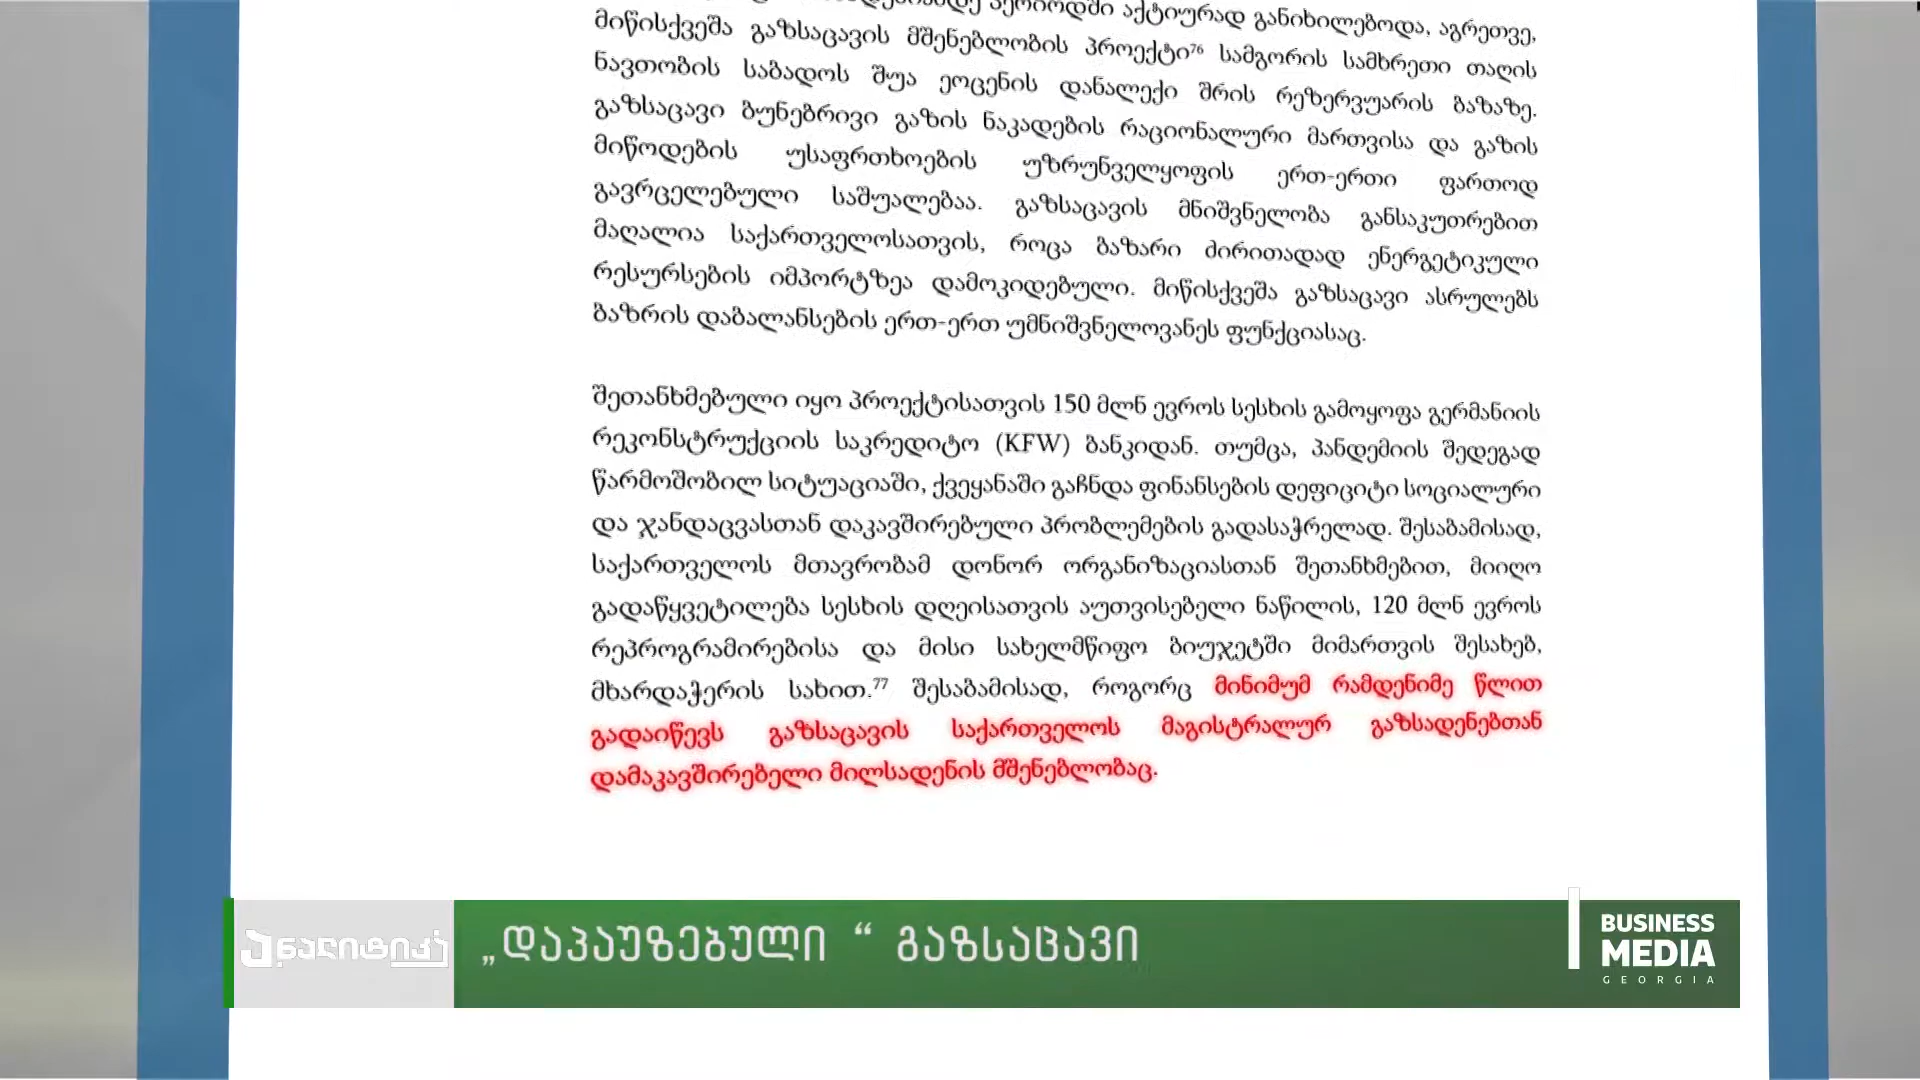 პერიოდში აქტიურად განიხილებოდა, აგრეთვე,
მიწისქვეშა გაზსაცავის მშენებლობის პროექტი76 სამგორის სამხრეთი თაღის
ნავთობის საბადოს შუა ეოცენის დანალექი შრის რეზერვუარის ბაზაზე.
გაზსაცავი ბუნებრივი გაზის ნაკადების რაციონალური მართვისა და გაზის
მიწოდების უსაფრთხოების უზრუნველყოფის ერთ-ერთი ფართოდ
გავრცელებული საშუალებაა. გაზსაცავის მნიშვნელობა განსაკუთრებით
მაღალია საქართველოსათვის, როცა ბაზარი ძირითადად ენერგეტიკული
რესურსების იმპორტზეა დამოკიდებული. მიწისქვეშა გაზსაცავი ასრულებს
ბაზრის დაბალანსების ერთ-ერთ უმნიშვნელოვანეს ფუნქციასაც.
შეთანხმებული იყო პროექტისათვის 150 მლნ ევროს სესხის გამოყოფა გერმანიის
რეკონსტრუქციის საკრედიტო (KFW) ბანკიდან. თუმცა, პანდემიის შედეგად
წარმოშობილ სიტუაციაში, ქვეყანაში გაჩნდა ფინანსების დეფიციტი სოციალური
და ჯანდაცვასთან დაკავშირებული პრობლემების გადასაჭრელად. შესაბამისად,
საქართველოს მთავრობამ დონორ ორგანიზაციასთან შეთანხმებით, მიიღო
გადაწყვეტილება სესხის დღეისათვის აუთვისებელი ნაწილის, 120 მლნ ევროს
რეპროგრამირებისა და მისი სახელმწიფო ბიუჯეტში მიმართვის შესახებ,
მხარდაჭერის სახით.77 შესაბამისად, როგორც მინიმუმ რამდენიმე წლით
გადაიწევს გაზსაცავის საქართველოს მაგისტრალურ გაზსადენებთან
დამაკავშირებელი მილსადენის მშენებლობაც.
ანალიტიკა
„დაპაუზებული “ გაზსაცავი
BUSINESS
MEDIA
GEORGIA